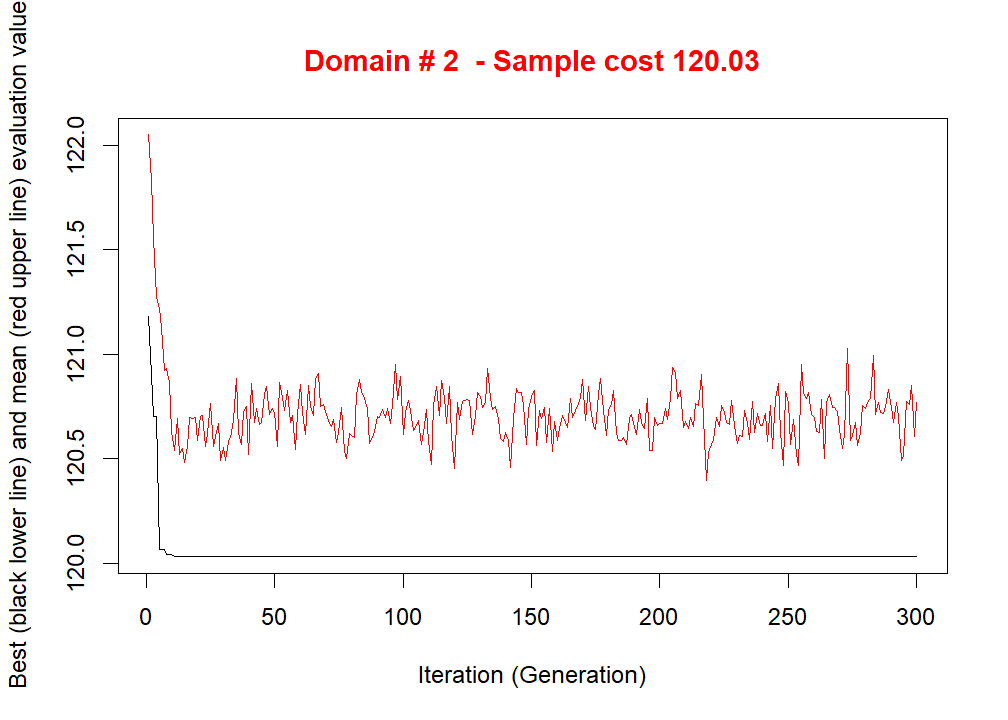 Domain # 2  - Sample cost 120.03
Best (black lower line) and mean (red upper line) evaluation value
122.0
121.5
121.0
120.5
120.0
0 50 100 150 200 250 300
Iteration (Generation)